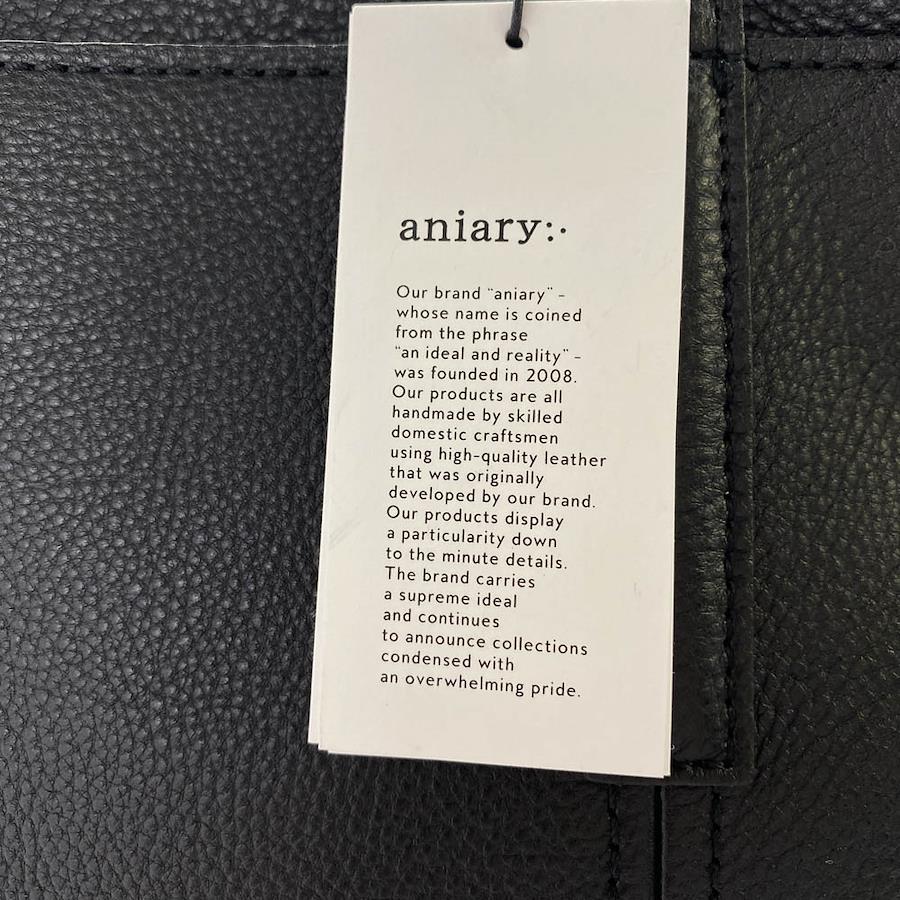 aniary:·
Our brand “aniary” –
whose name is coined
from the phrase
“an ideal and reality” –
was founded in 2008.
Our products are all
handmade by skilled
domestic craftsmen
using high-quality leather
that was originally
developed by our brand.
Our products display
a particularity down
to the minute details.
The brand carries
a supreme ideal
and continues
to announce collections
condensed with
an overwhelming pride.